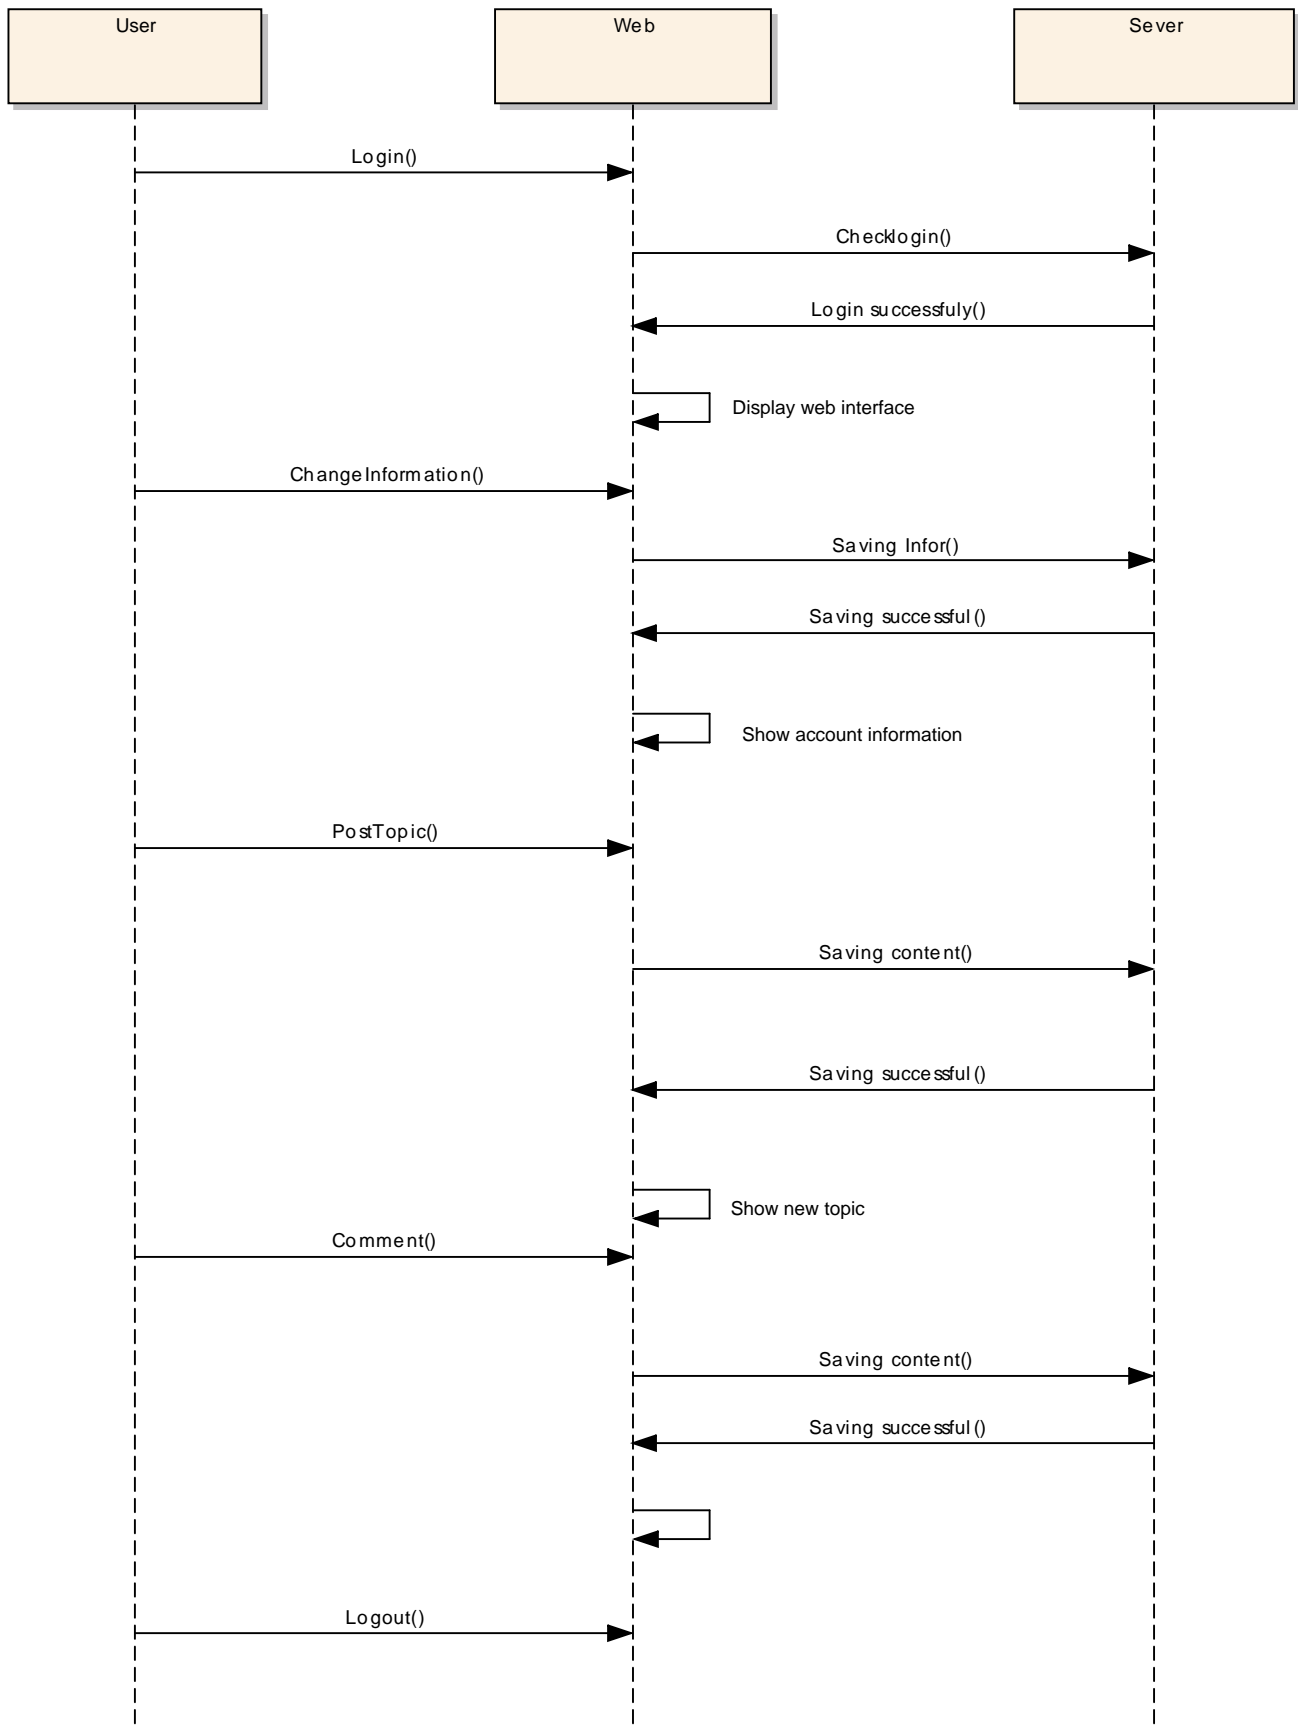 User
Web
Sever
Login()
Checklogin()
Login successfuly()
Display web interface
ChangeInformation()
Saving Infor()
Saving successful()
Show account information
PostTopic()
Saving content()
Saving successful()
Show new topic
Comment()
Saving content()
Saving successful()
Logout()